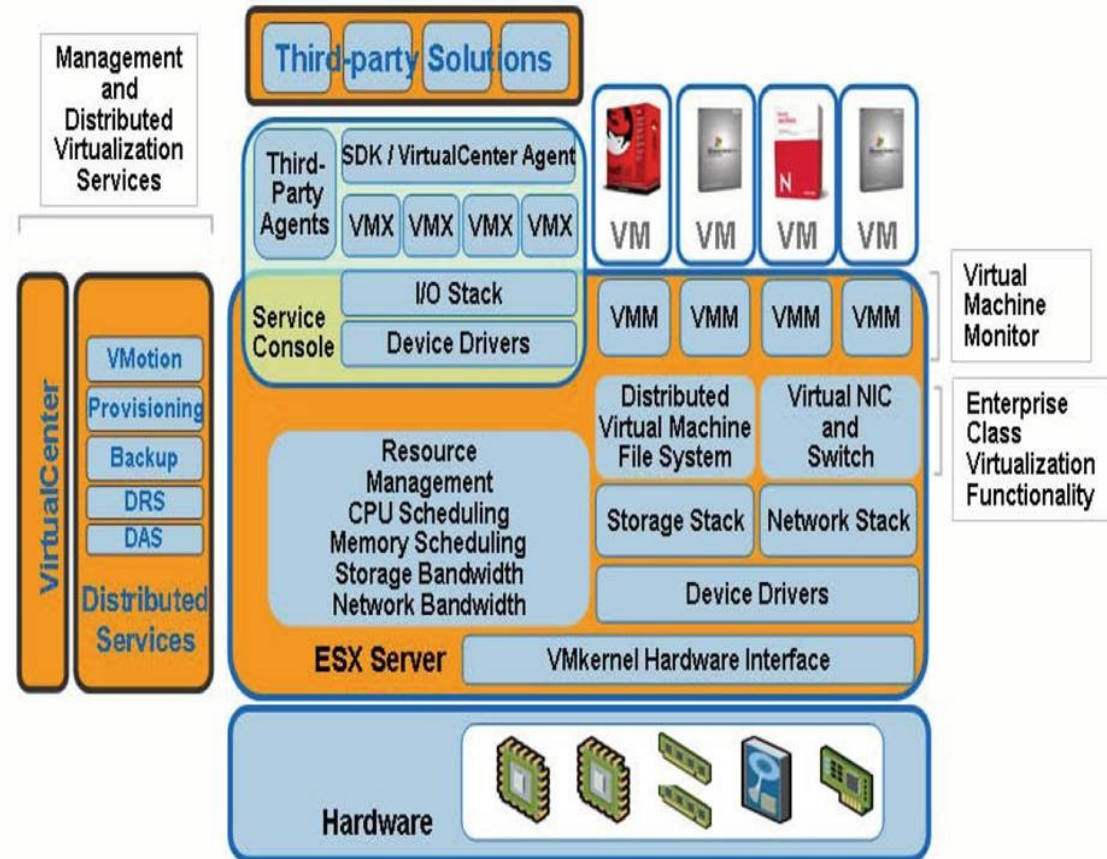 Management
and
Distributed
Virtualization
Services
Third-party Solutions
Third-
Party
Agents
SDK / VirtualCenter Agent
VMX VMX VMX VMX
I/O Stack
Service
Console
Device Drivers
N
VM VM VM VM
VMM VMM VMM VMM
Virtual
Machine
Monitor
Distributed
Virtual Machine
File System
Virtual NIC
and
Switch
Enterprise
Class
Virtualization
Functionality
Storage Stack
Network Stack
Device Drivers
Resource
Management
CPU Scheduling
Memory Scheduling
Storage Bandwidth
Network Bandwidth
ESX Server
VMkernel Hardware Interface
VirtualCenter
VMotion
Provisioning
Backup
DRS
DAS
Distributed
Services
Hardware